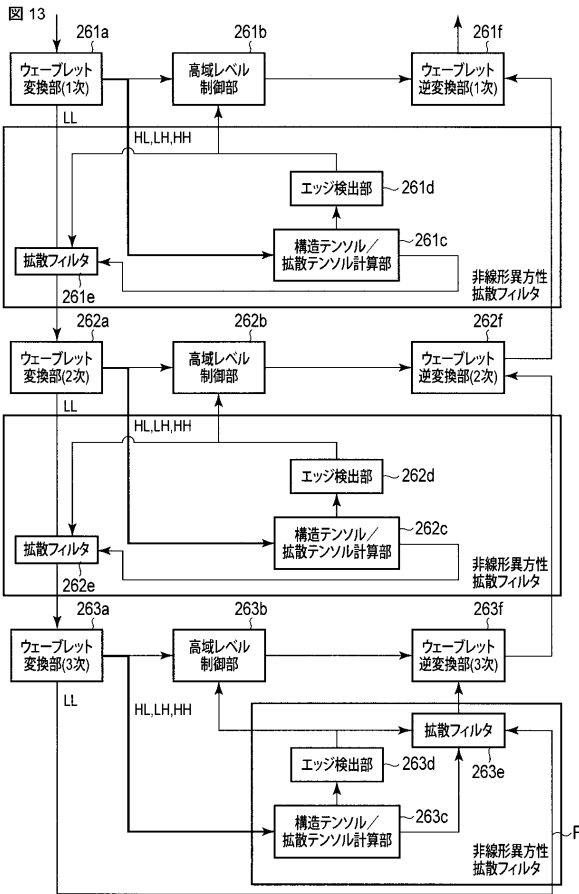 図 13
261a
261b
261f
ウェーブレット
変換部(1次)
高域レベル
制御部
ウェーブレット
逆変換部(1次)
LL
HL,LH,HH
エッジ検出部
261d
261c
構造テンソル／
拡散テンソル計算部
拡散フィルタ
261e
非線形異方性
拡散フィルタ
262a
262b
262f
ウェーブレット
変換部(2次)
高域レベル
制御部
ウェーブレット
逆変換部(2次)
LL
HL,LH,HH
エッジ検出部
262d
262c
構造テンソル／
拡散テンソル計算部
拡散フィルタ
262e
非線形異方性
拡散フィルタ
263a
263b
263f
ウェーブレット
変換部(3次)
高域レベル
制御部
ウェーブレット
逆変換部(3次)
LL
HL,LH,HH
拡散フィルタ
263e
エッジ検出部
263d
263c
構造テンソル／
拡散テンソル計算部
非線形異方性
拡散フィルタ
F